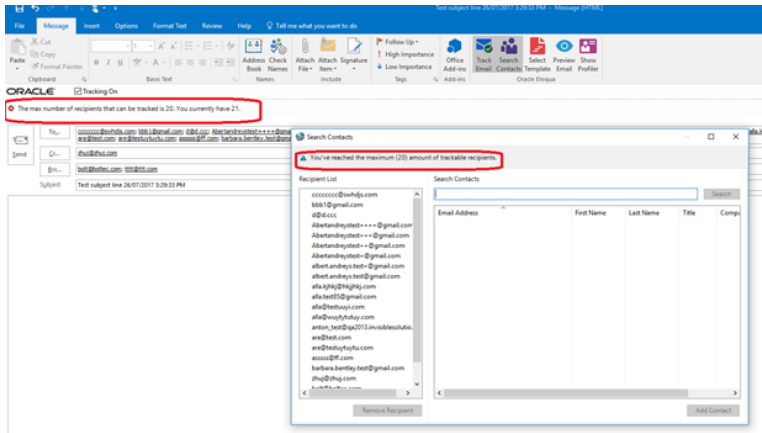 Test subject line 26/07/2017 3:29:33 PM - Message (HTML)
File Message Insert Options Format Text Review Help Tell me what you want to do
Paste
Cut
Copy
Format Painter
Clipboard
B I U
Basic Text
Address Book
Check Names
Names
Attach File
Attach Item
Signature
Include
Follow Up
High Importance
Low Importance
Tags
Office Add-ins
Add-ins
Track Email
Search Contacts
Select Template
Preview Email
Show Profiler
Oracle Eloqua
ORACLE Tracking On
The max number of recipients that can be tracked is 20. You currently have 21.
Send
To...
Cc... zhuj@zhuj.com
Bcc...
Subject Test subject line 26/07/2017 3:29:33 PM
Search Contacts
You've reached the maximum (20) amount of trackable recipients.
Recipient List
cccccccc@swhdjs.com
bbb1@gmail.com
d@d.ccc
Abertandreystest++++@gmail.com
Abertandreystest+++@gmail.com
Abertandreystest++@gmail.com
Abertandreystest+@gmail.com
albert.andreys.test+@gmail.com
albert.andreys.test@gmail.com
alla.kjhkj@hkjhkj.com
alla.test83@gmail.com
alla@testuuyi.com
alla@wuytytutuy.com
anton_test@qa2013.invisiblesolutio.
are@test.com
are@testuytuytu.com
asssss@ff.com
barbara.bentley.test@gmail.com
zhuj@zhuj.com
Remove Recipient
Search Contacts
Search
Email Address First Name Last Name Title Compa
Add Contact